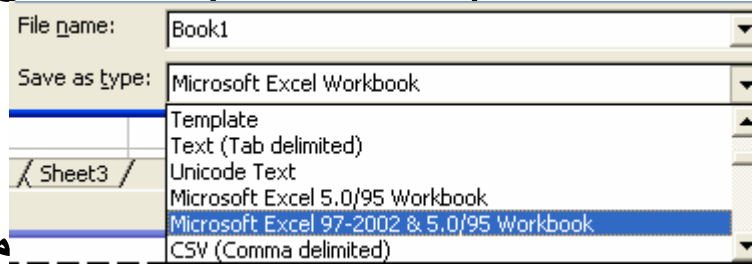 File name: Book1
Save as type: Microsoft Excel Workbook
Template
Text (Tab delimited)
Sheet3 Unicode Text
Microsoft Excel 5.0/95 Workbook
Microsoft Excel 97-2002 & 5.0/95 Workbook
CSV (Comma delimited)